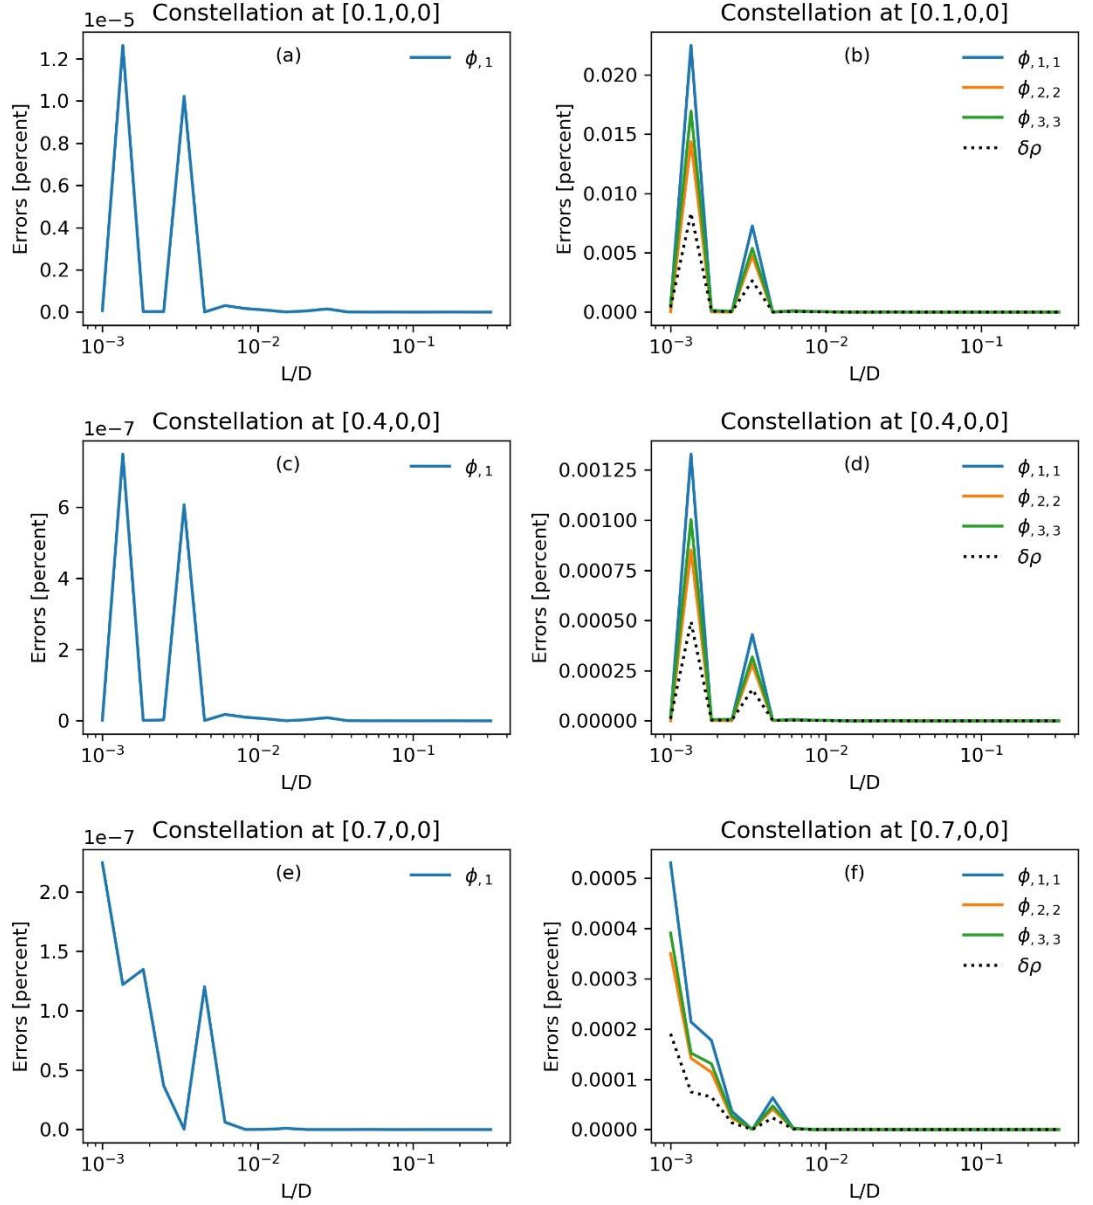 Constellation at [0.1,0,0]
1e−5
(a)
ϕ,1
1.2
1.0
0.8
0.6
0.4
0.2
0.0
Errors [percent]
10−3
10−2
10−1
L/D
Constellation at [0.1,0,0]
(b)
ϕ,1,1
ϕ,2,2
ϕ,3,3
δρ
0.020
0.015
0.010
0.005
0.000
Errors [percent]
10−3
10−2
10−1
L/D
Constellation at [0.4,0,0]
1e−7
(c)
ϕ,1
6
4
2
0
Errors [percent]
10−3
10−2
10−1
L/D
Constellation at [0.4,0,0]
(d)
ϕ,1,1
ϕ,2,2
ϕ,3,3
δρ
0.00125
0.00100
0.00075
0.00050
0.00025
0.00000
Errors [percent]
10−3
10−2
10−1
L/D
Constellation at [0.7,0,0]
1e−7
(e)
ϕ,1
2.0
1.5
1.0
0.5
0.0
Errors [percent]
10−3
10−2
10−1
L/D
Constellation at [0.7,0,0]
(f)
ϕ,1,1
ϕ,2,2
ϕ,3,3
δρ
0.0005
0.0004
0.0003
0.0002
0.0001
0.0000
Errors [percent]
10−3
10−2
10−1
L/D